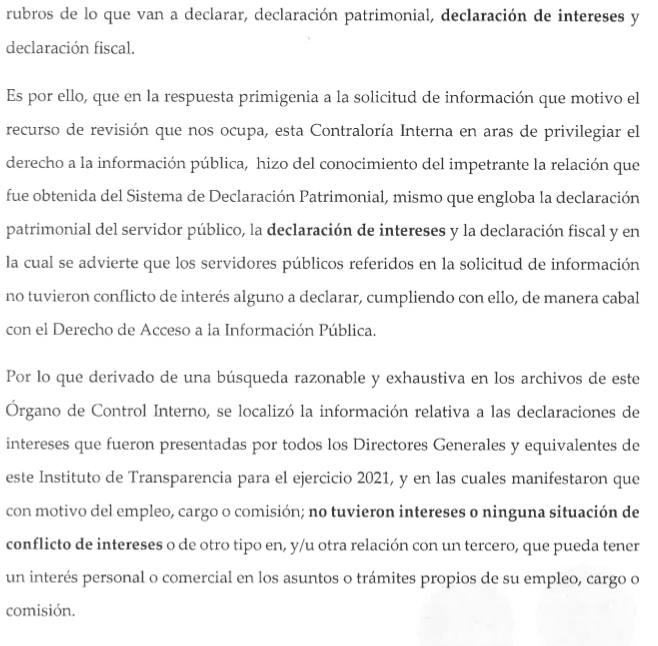 rubros de lo que van a declarar, declaración patrimonial, declaración de intereses y
declaración fiscal.
Es por ello, que en la respuesta primigenia a la solicitud de información que motivo el
recurso de revisión que nos ocupa, esta Contraloría Interna en aras de privilegiar el
derecho a la información pública, hizo del conocimiento del impetrante la relación que
fue obtenida del Sistema de Declaración Patrimonial, mismo que engloba la declaración
patrimonial del servidor público, la declaración de intereses y la declaración fiscal y en
la cual se advierte que los servidores públicos referidos en la solicitud de información
no tuvieron conflicto de interés alguno a declarar, cumpliendo con ello, de manera cabal
con el Derecho de Acceso a la Información Pública.
Por lo que derivado de una búsqueda razonable y exhaustiva en los archivos de este
Órgano de Control Interno, se localizó la información relativa a las declaraciones de
intereses que fueron presentadas por todos los Directores Generales y equivalentes de
este Instituto de Transparencia para el ejercicio 2021, y en las cuales manifestaron que
con motivo del empleo, cargo o comisión; no tuvieron intereses o ninguna situación de
conflicto de intereses o de otro tipo en, y/u otra relación con un tercero, que pueda tener
un interés personal o comercial en los asuntos o trámites propios de su empleo, cargo o
comisión.